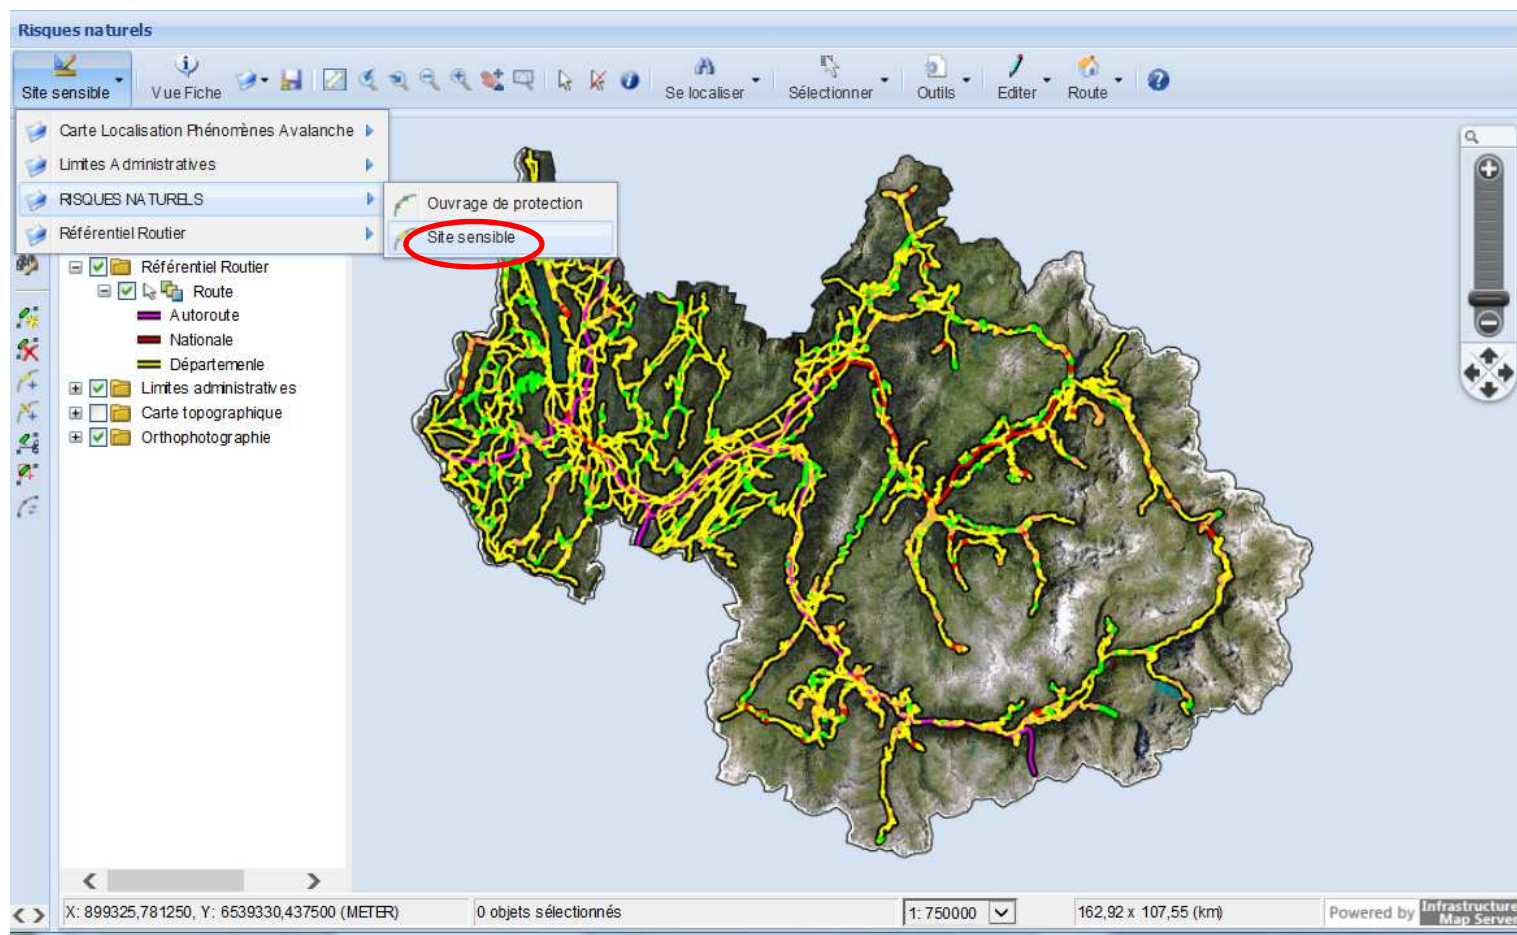 Risques naturels
Site sensible
Vue Fiche
Se localiser
Sélectionner
Outils
Editer
Route
Carte Localisation Phénomènes Avalanche
Limites Administratives
RISQUES NATURELS
Référentiel Routier
Ouvrage de protection
Site sensible
Référentiel Routier
Route
Autoroute
Nationale
Départemenle
Limites administratives
Carte topographique
Orthophotographie
X: 899325,781250, Y: 6539330,437500 (METER)
0 objets sélectionnés
1: 750000
162,92 x 107,55 (km)
Powered by Infrastructure
Map Server